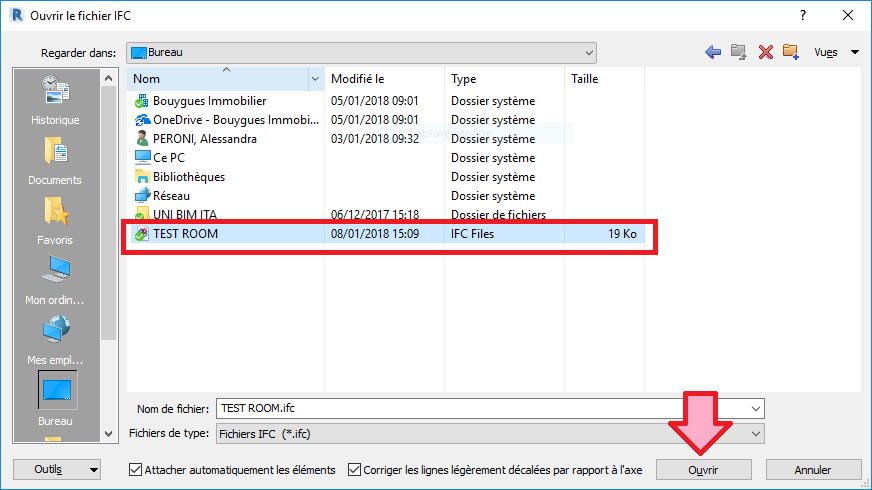 R Ouvrir le fichier IFC ?
Regarder dans: Bureau Vues
Nom Modifié le Type Taille
Bouygues Immobilier 05/01/2018 09:01 Dossier système
OneDrive - Bouygues Immobi... 05/01/2018 09:01 Dossier système
PERONI, Alessandra 03/01/2018 09:32 Dossier système
Ce PC Dossier système
Bibliothèques Dossier système
Réseau Dossier système
UNI BIM ITA 06/12/2017 15:18 Dossier de fichiers
TEST ROOM 08/01/2018 15:09 IFC Files 19 Ko
Historique
Documents
Favoris
Mon ordin...
Mes empl...
Bureau
Nom de fichier: TEST ROOM.ifc
Fichiers de type: Fichiers IFC (*.ifc)
Outils Attacher automatiquement les éléments Corriger les lignes légèrement décalées par rapport à l'axe Ouvrir Annuler